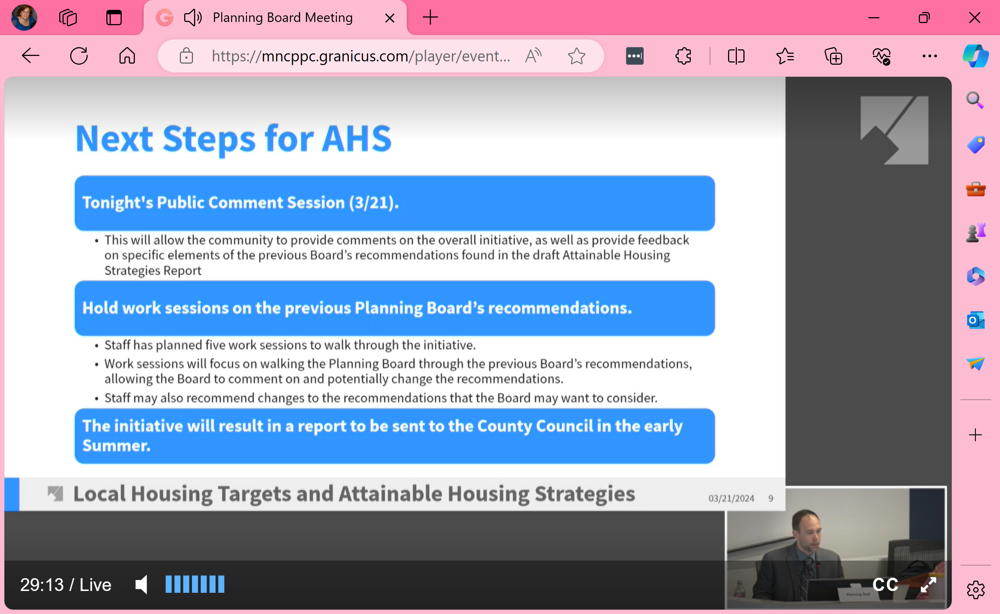 Planning Board Meeting
https://mncppc.granicus.com/player/event...
Next Steps for AHS
Tonight's Public Comment Session (3/21).
• This will allow the community to provide comments on the overall initiative, as well as provide feedback
on specific elements of the previous Board’s recommendations found in the draft Attainable Housing
Strategies Report
Hold work sessions on the previous Planning Board’s recommendations.
• Staff has planned five work sessions to walk through the initiative.
• Work sessions will focus on walking the Planning Board through the previous Board’s recommendations,
allowing the Board to comment on and potentially change the recommendations.
• Staff may also recommend changes to the recommendations that the Board may want to consider.
The initiative will result in a report to be sent to the County Council in the early
Summer.
Local Housing Targets and Attainable Housing Strategies
03/21/2024 9
Planning Staff
29:13 / Live
CC